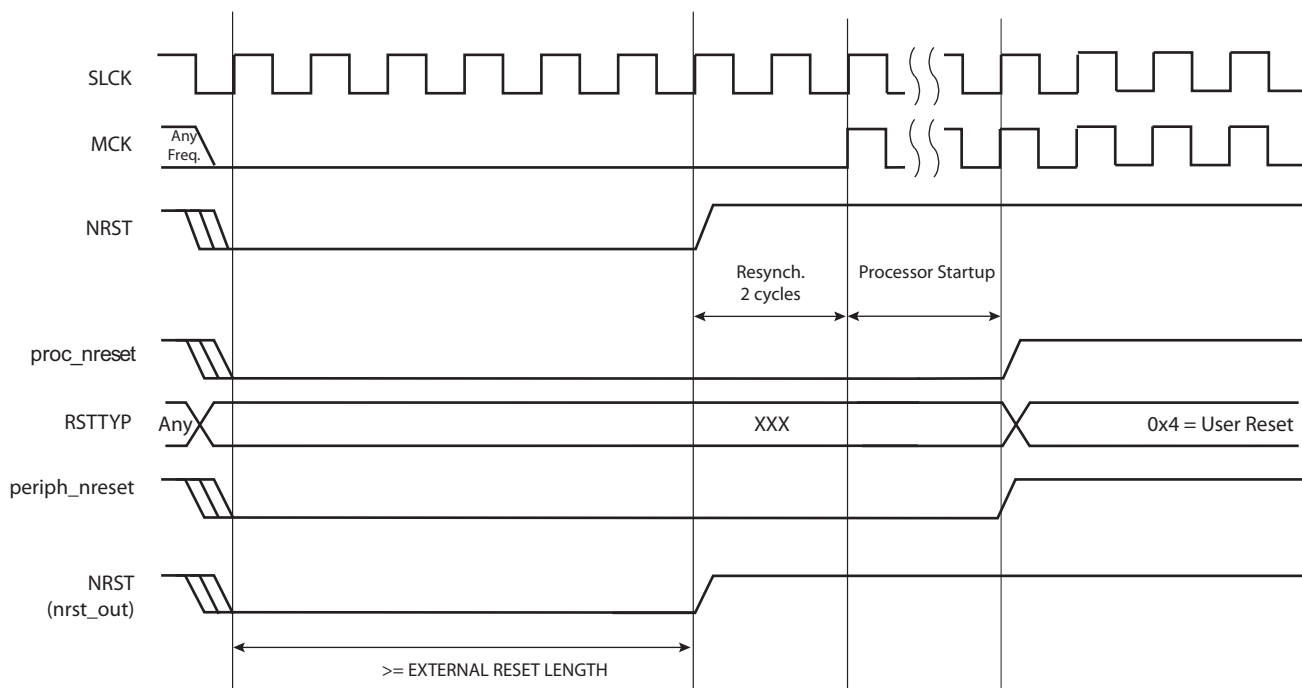 SLCK
MCK
Any
Freq.
NRST
Resynch.
2 cycles
Processor Startup
proc_nreset
RSTTYP
Any
XXX
0x4 = User Reset
periph_nreset
NRST
(nrst_out)
>= EXTERNAL RESET LENGTH